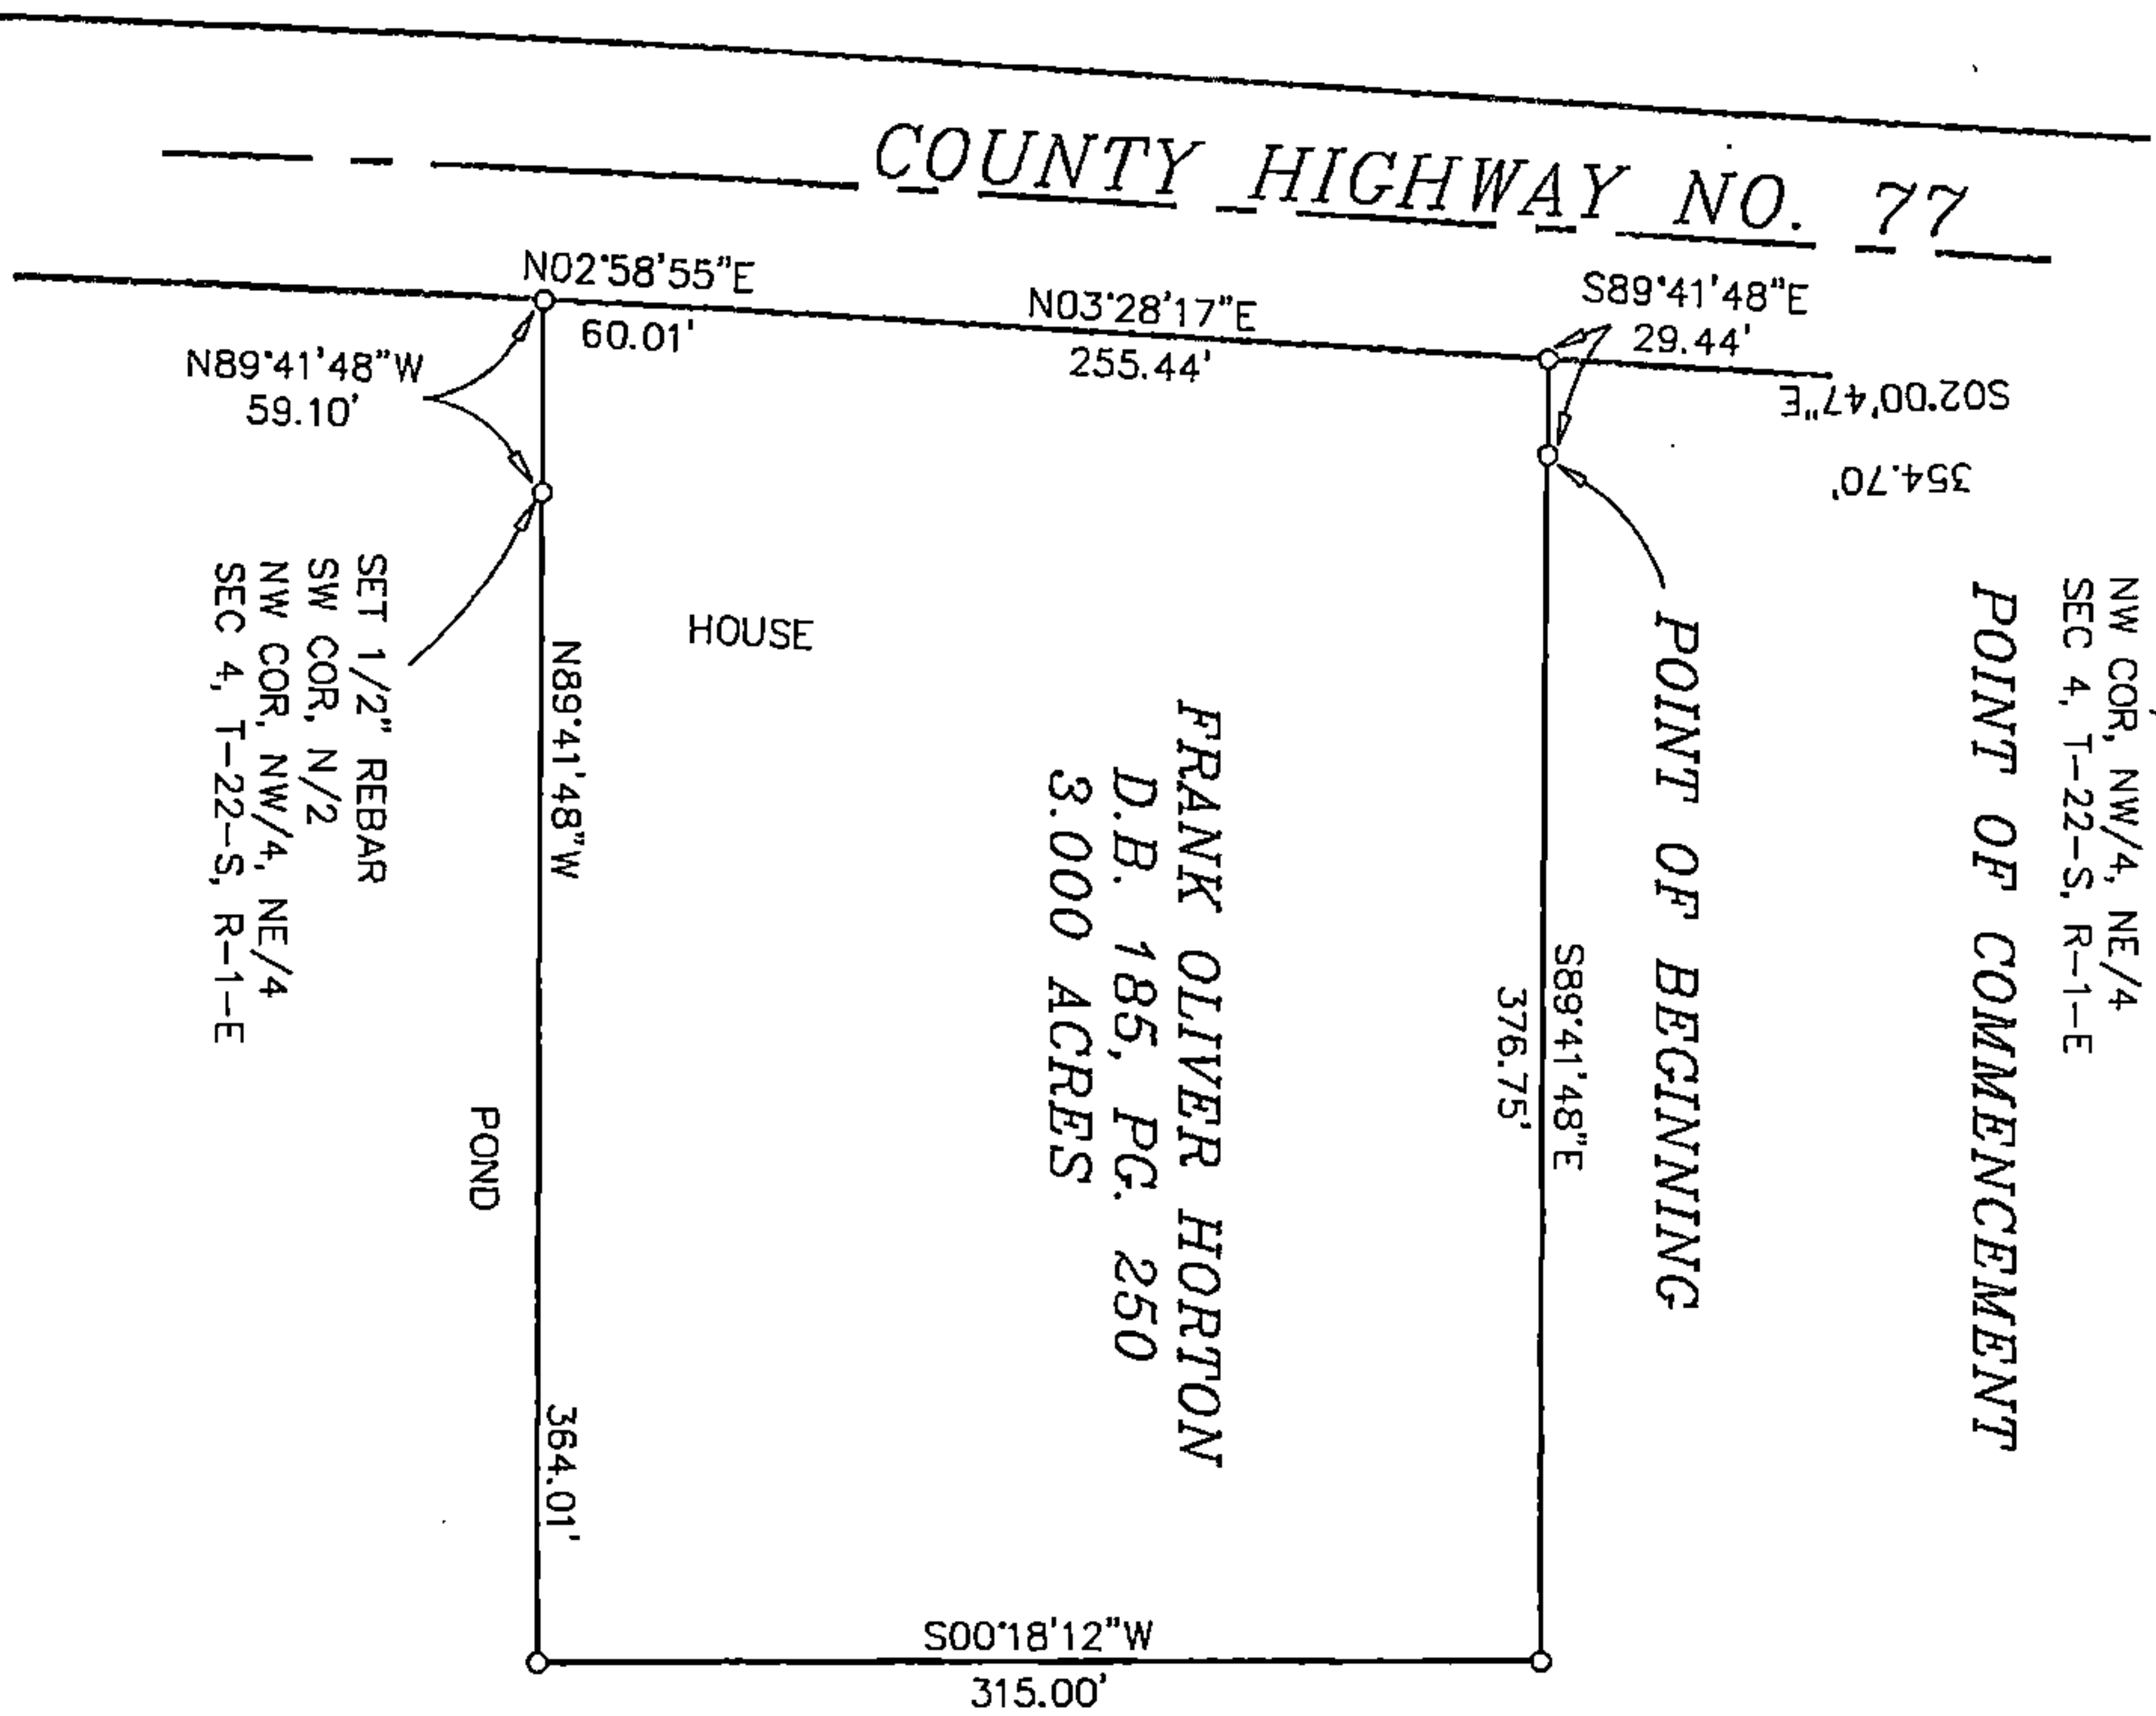 COUNTY HIGHWAY NO. 77
N02°58'55"E
60.01'
N03°28'17"E
255.44'
S89°41'48"E
29.44'
S02°00'47"E
354.70'
N89°41'48"W
59.10'
NW COR, NW/4, NE/4
SEC 4, T-22-S, R-1-E
POINT OF COMMENCEMENT
POINT OF BEGINNING
S89°41'48"E
376.75'
HOUSE
FRANK OLIVER HORTON
D.B. 185, PG. 250
3.000 ACRES
N89°41'48"W
364.01'
SET 1/2" REBAR
SW COR, N/2
NW COR, NW/4, NE/4
SEC 4, T-22-S, R-1-E
POND
S00°18'12"W
315.00'